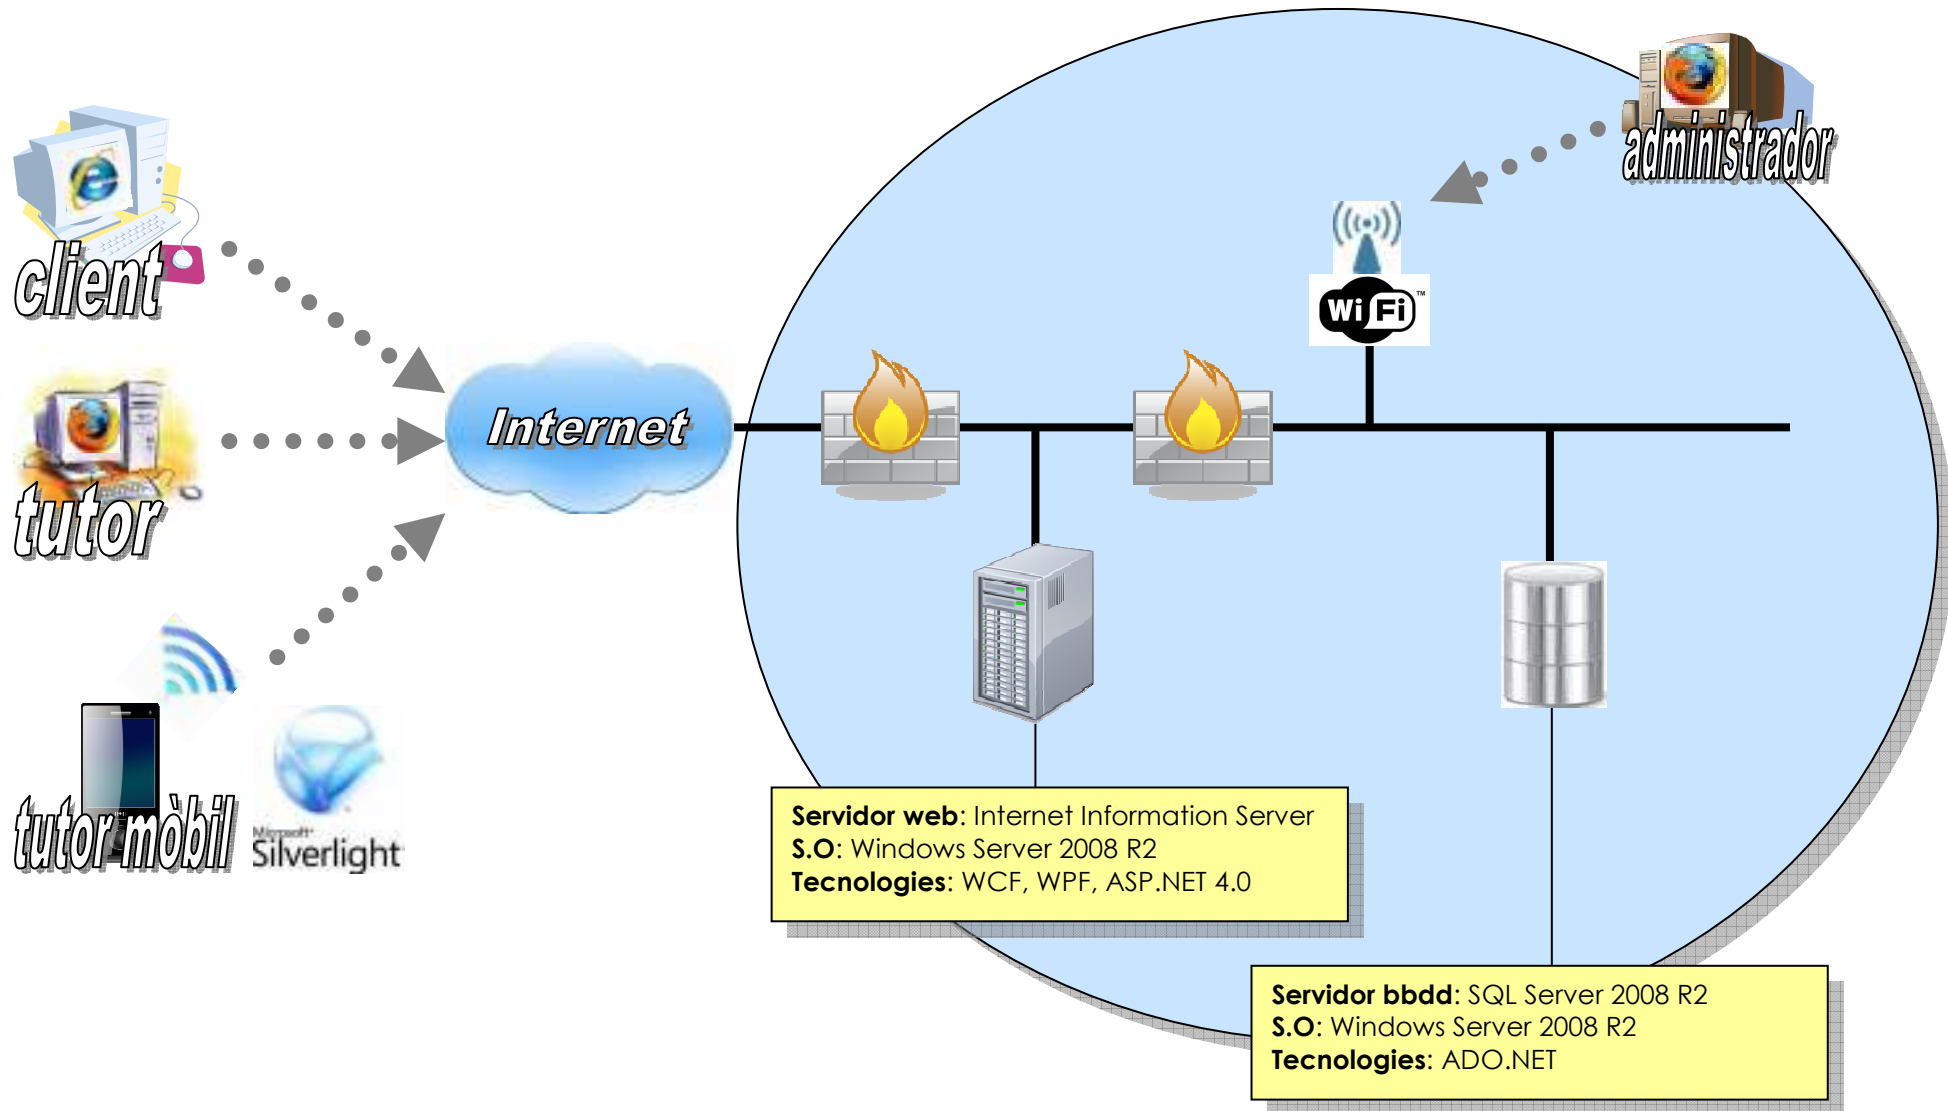 administrador
client
Wi Fi™
Internet
tutor
tutor mòbil
Microsoft®
Silverlight
Servidor web: Internet Information Server
S.O: Windows Server 2008 R2
Tecnologies: WCF, WPF, ASP.NET 4.0
Servidor bbdd: SQL Server 2008 R2
S.O: Windows Server 2008 R2
Tecnologies: ADO.NET